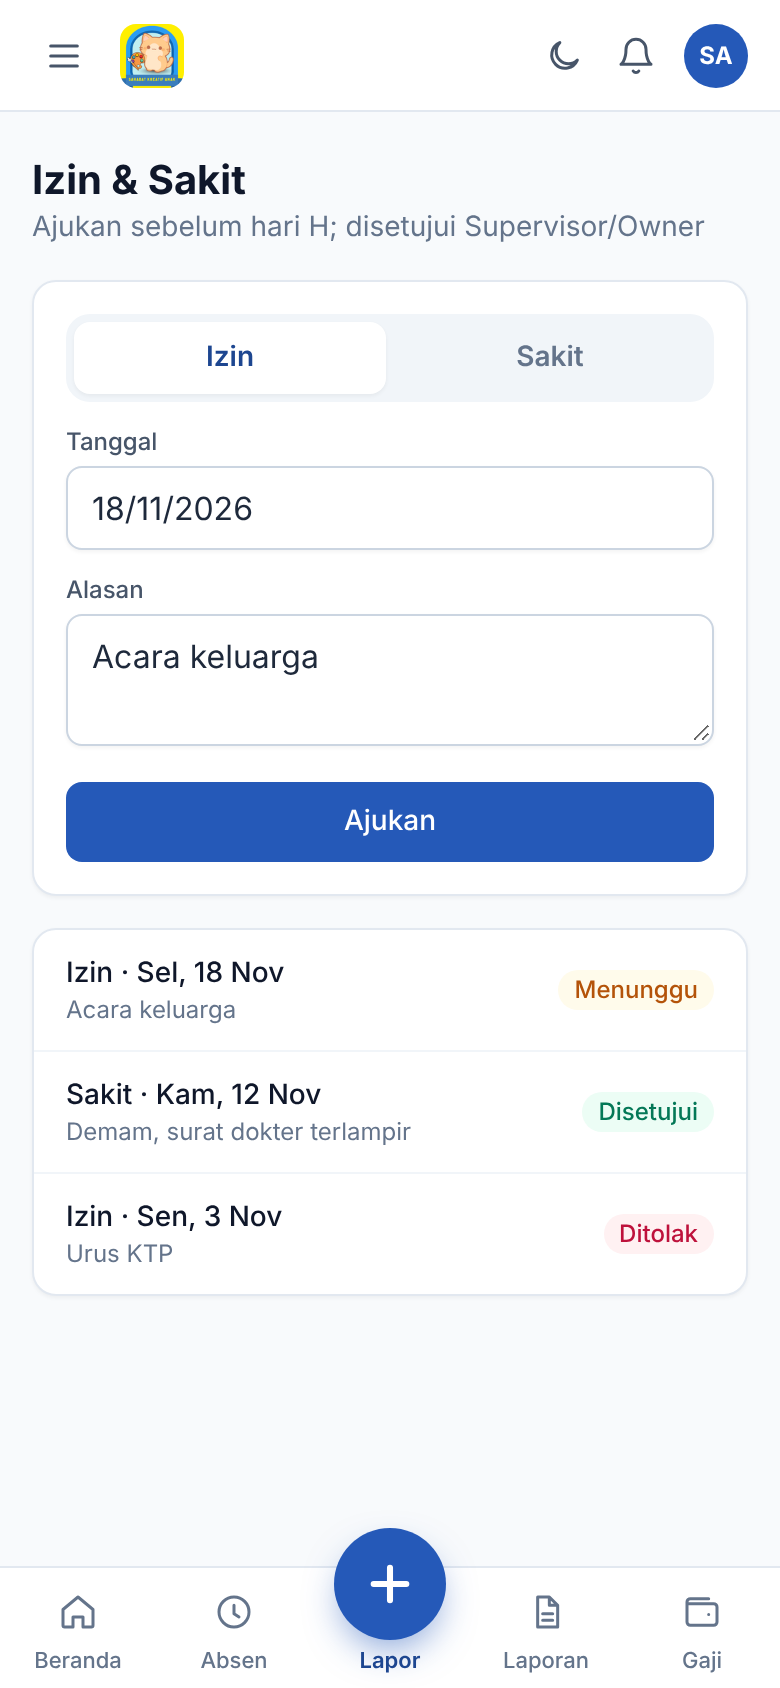 SA
Izin & Sakit
Ajukan sebelum hari H; disetujui Supervisor/Owner
Izin
Sakit
Tanggal
18/11/2026
Alasan
Acara keluarga
Ajukan
Izin · Sel, 18 Nov
Acara keluarga
Menunggu
Sakit · Kam, 12 Nov
Demam, surat dokter terlampir
Disetujui
Izin · Sen, 3 Nov
Urus KTP
Ditolak
Beranda
Absen
Lapor
Laporan
Gaji